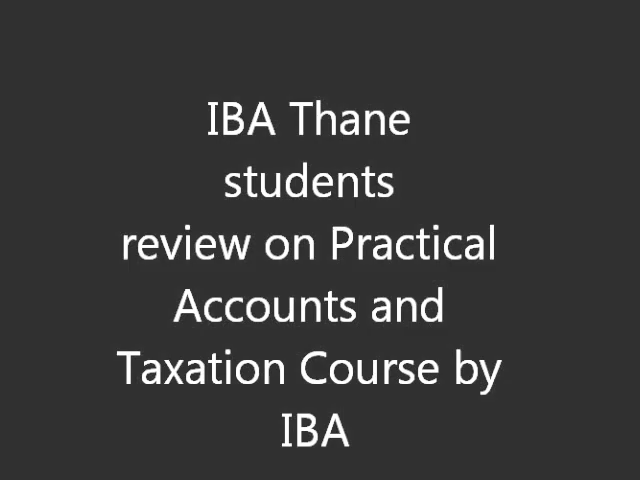 IBA Thane
students
review on Practical
Accounts and
Taxation Course by
IBA